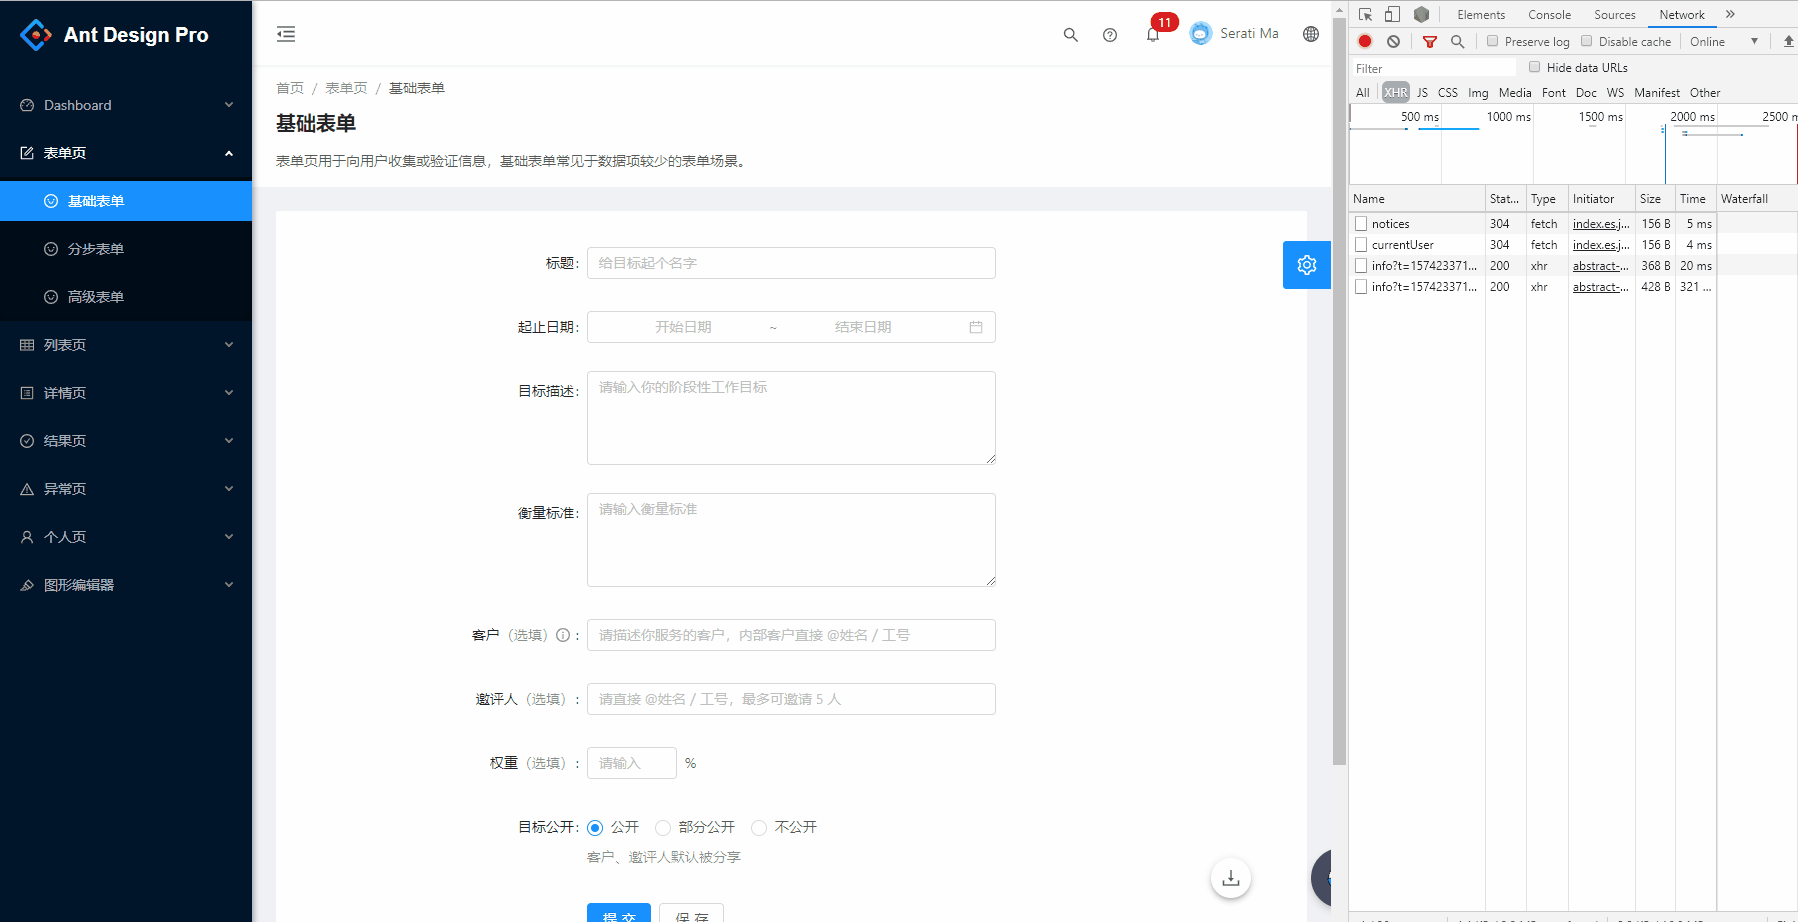 Ant Design Pro
Dashboard
表单页
基础表单
分步表单
高级表单
列表页
详情页
结果页
异常页
个人页
图形编辑器
11
Serati Ma
首页 / 表单页 / 基础表单
基础表单
表单页用于向用户收集或验证信息，基础表单常见于数据项较少的表单场景。
标题: 给目标起个名字
起止日期: 开始日期 ~ 结束日期
目标描述: 请输入你的阶段性工作目标
衡量标准: 请输入衡量标准
客户（选填） : 请描述你服务的客户，内部客户直接 @姓名 / 工号
邀评人（选填） : 请直接 @姓名 / 工号，最多可邀请 5 人
权重（选填） : 请输入 %
目标公开: 公开 部分公开 不公开
客户、邀评人默认被分享
提 交 保 存
Elements Console Sources Network »
Preserve log Disable cache Online
Filter Hide data URLs
All XHR JS CSS Img Media Font Doc WS Manifest Other
500 ms 1000 ms 1500 ms 2000 ms 2500 m
Name Stat... Type Initiator Size Time Waterfall
notices 304 fetch index.es.j... 156 B 5 ms
currentUser 304 fetch index.es.j... 156 B 4 ms
info?t=157423371... 200 xhr abstract-... 368 B 20 ms
info?t=157423371... 200 xhr abstract-... 428 B 321 ...